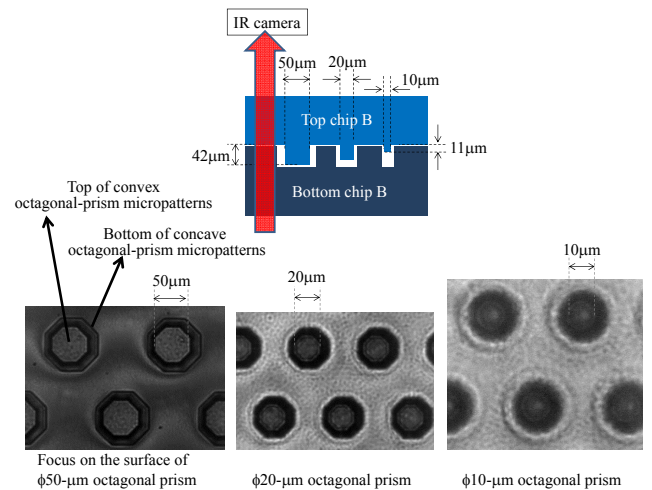 IR camera
50μm
20μm
10μm
Top chip B
42μm
11μm
Bottom chip B
Top of convex
octagonal-prism micropatterns
Bottom of concave
octagonal-prism micropatterns
50μm
20μm
10μm
Focus on the surface of
ϕ50-μm octagonal prism
ϕ20-μm octagonal prism
ϕ10-μm octagonal prism